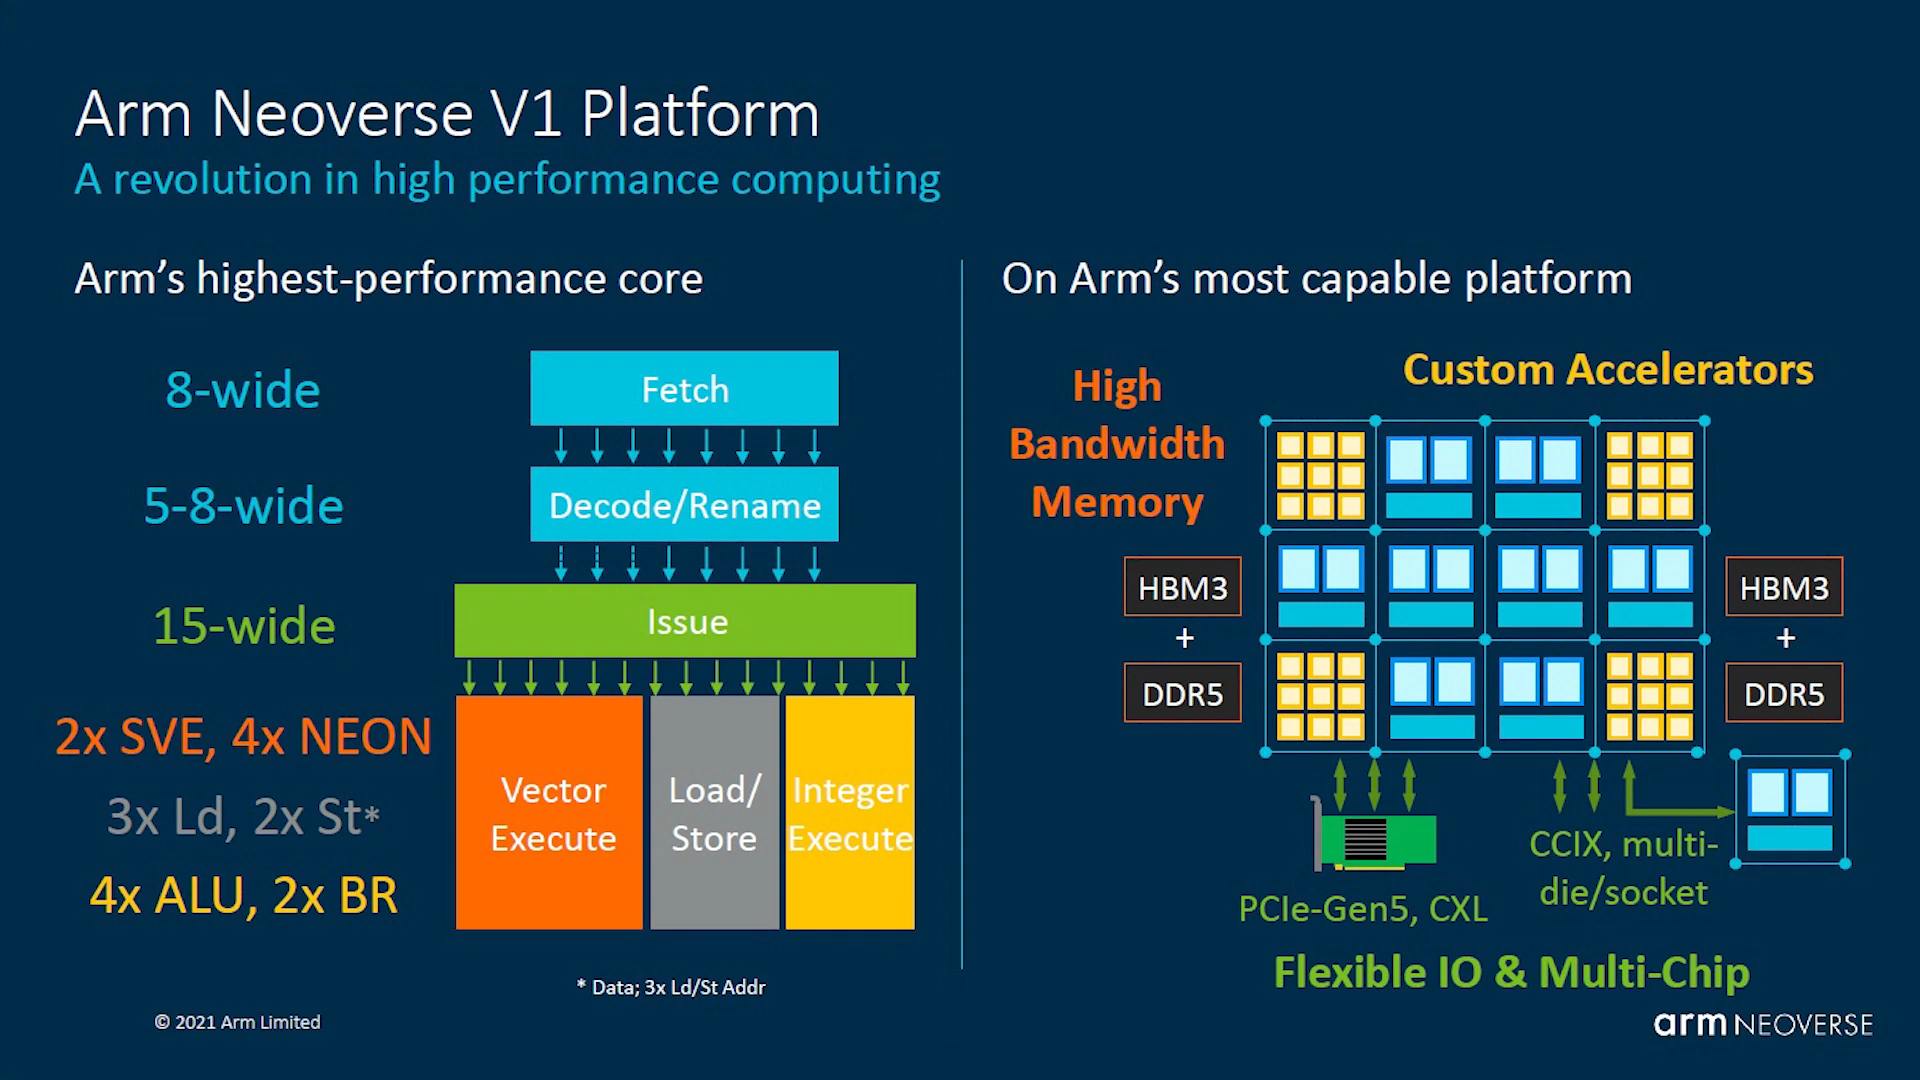 Arm Neoverse V1 Platform
A revolution in high performance computing
Arm’s highest-performance core
8-wide
Fetch
5-8-wide
Decode/Rename
15-wide
Issue
2x SVE, 4x NEON
3x Ld, 2x St*
4x ALU, 2x BR
Vector
Execute
Load/
Store
Integer
Execute
* Data; 3x Ld/St Addr
On Arm’s most capable platform
High
Bandwidth
Memory
Custom Accelerators
HBM3
+
DDR5
HBM3
+
DDR5
PCIe-Gen5, CXL
CCIX, multi-
die/socket
Flexible IO & Multi-Chip
© 2021 Arm Limited
arm NEOVERSE